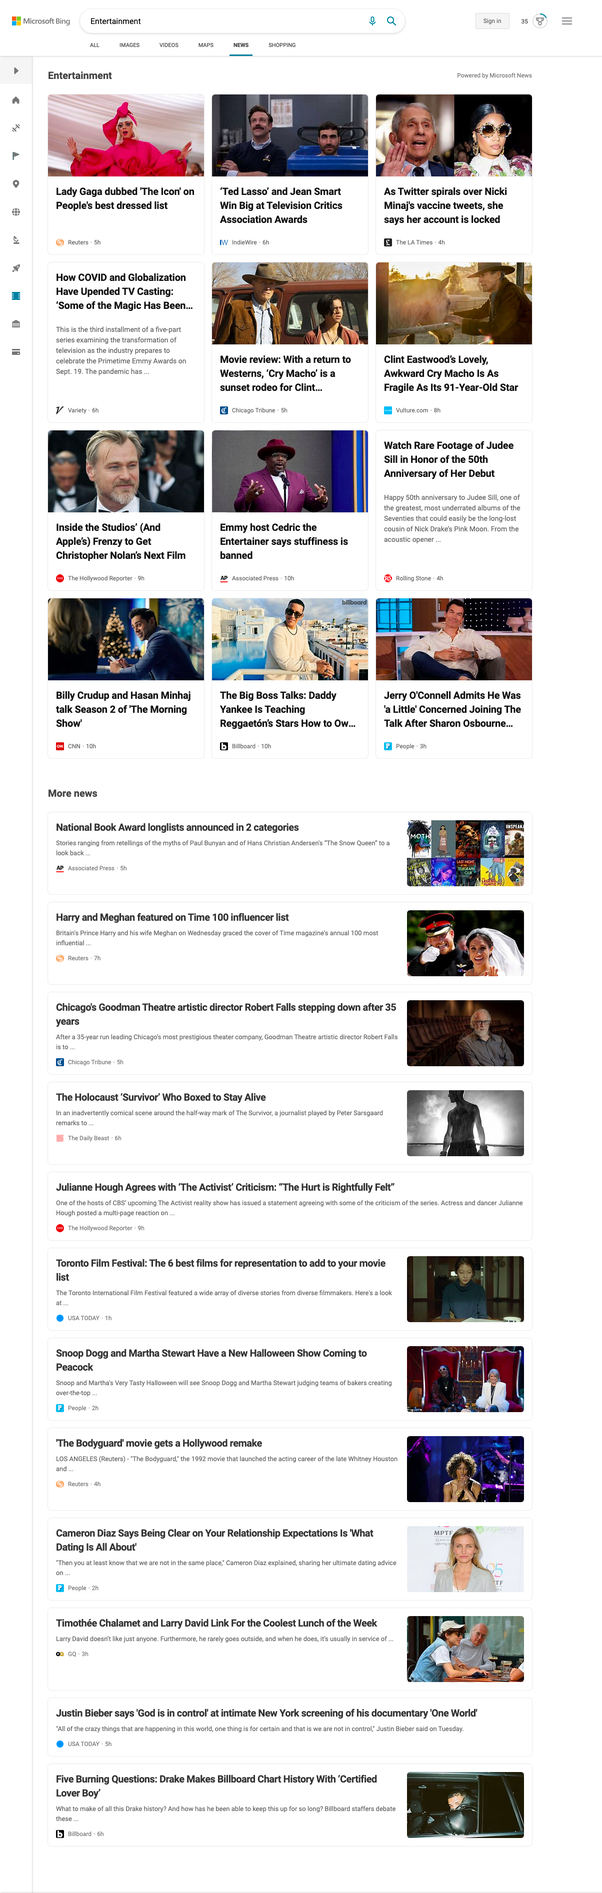 Microsoft Bing
Entertainment
Sign in
35
ALL
IMAGES
VIDEOS
MAPS
NEWS
SHOPPING
Entertainment
Powered by Microsoft News
Lady Gaga dubbed 'The Icon' on
People's best dressed list
Reuters · 5h
'Ted Lasso' and Jean Smart
Win Big at Television Critics
Association Awards
IndieWire · 6h
As Twitter spirals over Nicki
Minaj's vaccine tweets, she
says her account is locked
The LA Times · 4h
How COVID and Globalization
Have Upended TV Casting:
'Some of the Magic Has Been...
This is the third installment of a five-part
series examining the transformation of
television as the industry prepares to
celebrate the Primetime Emmy Awards on
Sept. 19. The pandemic has ...
Variety · 6h
Movie review: With a return to
Westerns, 'Cry Macho' is a
sunset rodeo for Clint...
Chicago Tribune · 5h
Clint Eastwood's Lovely,
Awkward Cry Macho Is As
Fragile As Its 91-Year-Old Star
Vulture.com · 8h
Inside the Studios' (And
Apple's) Frenzy to Get
Christopher Nolan's Next Film
The Hollywood Reporter · 9h
Emmy host Cedric the
Entertainer says stuffiness is
banned
AP
Associated Press · 10h
Watch Rare Footage of Judee
Sill in Honor of the 50th
Anniversary of Her Debut
Happy 50th anniversary to Judee Sill, one of
the greatest, most underrated albums of the
Seventies that could easily be the long-lost
cousin of Nick Drake's Pink Moon. From the
acoustic opener ...
Rolling Stone · 4h
Billy Crudup and Hasan Minhaj
talk Season 2 of 'The Morning
Show'
CNN · 10h
billboard
The Big Boss Talks: Daddy
Yankee Is Teaching
Reggaetón's Stars How to Ow...
Billboard · 10h
Jerry O'Connell Admits He Was
'a Little' Concerned Joining The
Talk After Sharon Osbourne...
People · 3h
More news
National Book Award longlists announced in 2 categories
Stories ranging from retellings of the myths of Paul Bunyan and of Hans Christian Andersen's "The Snow Queen" to a
look back ...
AP
Associated Press · 5h
Harry and Meghan featured on Time 100 influencer list
Britain's Prince Harry and his wife Meghan on Wednesday graced the cover of Time magazine's annual 100 most
influential ...
Reuters · 7h
Chicago's Goodman Theatre artistic director Robert Falls stepping down after 35
years
After a 35-year run leading Chicago's most prestigious theater company, Goodman Theatre artistic director Robert Falls
is to ...
Chicago Tribune · 5h
The Holocaust 'Survivor' Who Boxed to Stay Alive
In an inadvertently comical scene around the half-way mark of The Survivor, a journalist played by Peter Sarsgaard
remarks to ...
The Daily Beast · 6h
Julianne Hough Agrees with 'The Activist' Criticism: "The Hurt is Rightfully Felt"
One of the hosts of CBS' upcoming The Activist reality show has issued a statement agreeing with some of the criticism of the series. Actress and dancer Julianne
Hough posted a multi-page reaction on ...
The Hollywood Reporter · 9h
Toronto Film Festival: The 6 best films for representation to add to your movie
list
The Toronto International Film Festival featured a wide array of diverse stories from diverse filmmakers. Here's a look
at ...
USA TODAY · 1h
Snoop Dogg and Martha Stewart Have a New Halloween Show Coming to
Peacock
Snoop and Martha's Very Tasty Halloween will see Snoop Dogg and Martha Stewart judging teams of bakers creating
over-the-top ...
People · 2h
'The Bodyguard' movie gets a Hollywood remake
LOS ANGELES (Reuters) - "The Bodyguard," the 1992 movie that launched the acting career of the late Whitney Houston
and ...
Reuters · 4h
Cameron Diaz Says Being Clear on Your Relationship Expectations Is 'What
Dating Is All About'
"Then you at least know that we are not in the same place," Cameron Diaz explained, sharing her ultimate dating advice
on ...
People · 2h
Timothée Chalamet and Larry David Link For the Coolest Lunch of the Week
Larry David doesn't like just anyone. Furthermore, he rarely goes outside, and when he does, it's usually in service of ...
GQ · 3h
Justin Bieber says 'God is in control' at intimate New York screening of his documentary 'One World'
"All of the crazy things that are happening in this world, one thing is for certain and that is we are not in control," Justin Bieber said on Tuesday.
USA TODAY · 5h
Five Burning Questions: Drake Makes Billboard Chart History With 'Certified
Lover Boy'
What to make of all this Drake history? And how has he been able to keep this up for so long? Billboard staffers debate
these ...
Billboard · 6h